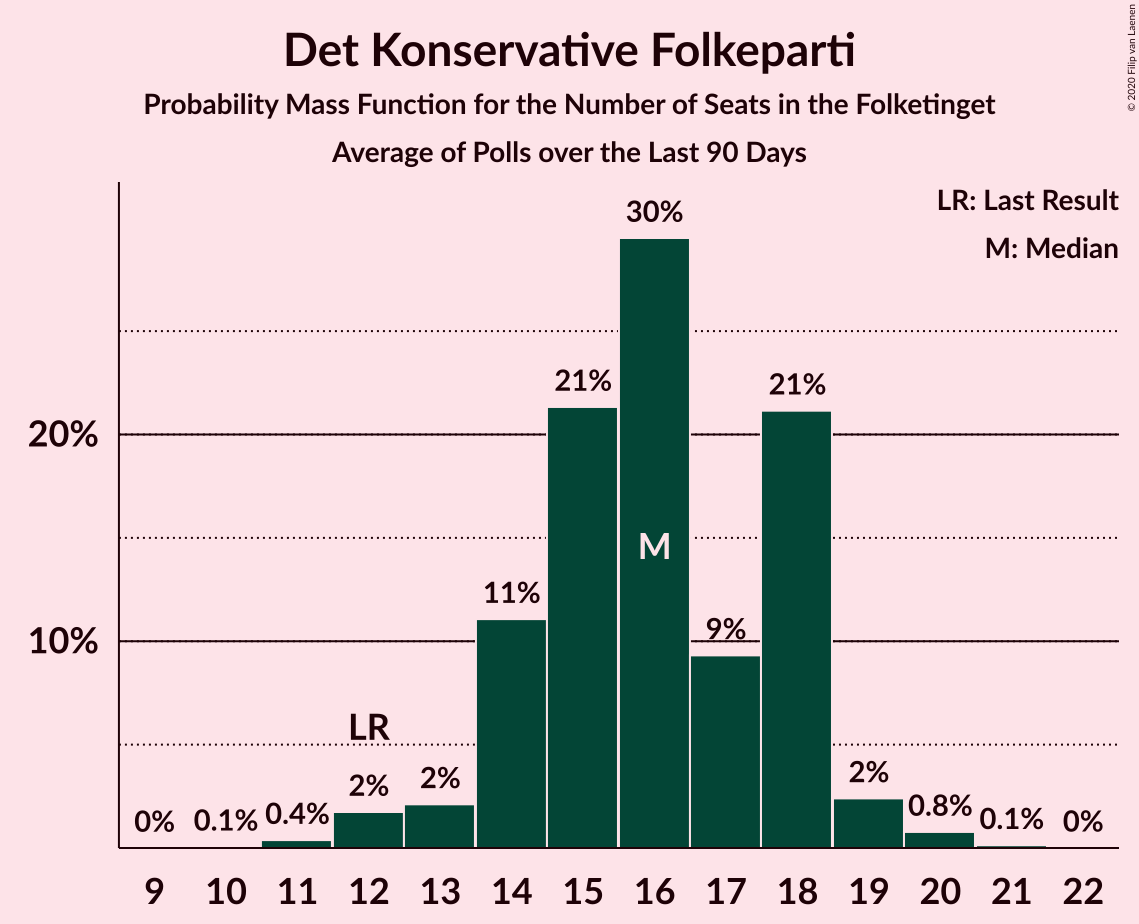 Det Konservative Folkeparti
Probability Mass Function for the Number of Seats in the Folketinget
Average of Polls over the Last 90 Days
© 2020 Filip van Laenen
LR: Last Result
M: Median
30%
21%
21%
20%
M
11%
9%
10%
LR
2%
2%
2%
0%
0.1%
0.4%
0.8%
0.1%
0%
9 10 11 12 13 14 15 16 17 18 19 20 21 22